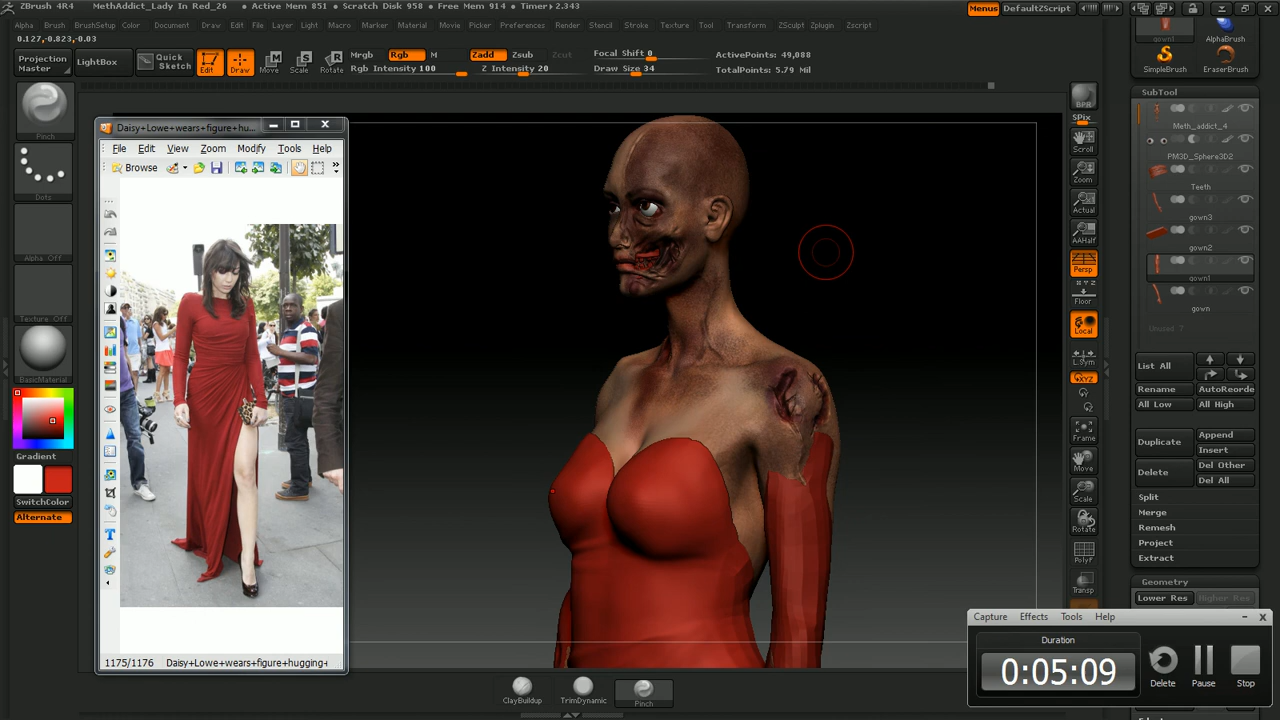 ZBrush 4R4 MethAddict_Lady In Red_26 • Active Mem 851 • Scratch Disk 958 • Free Mem 914 • Timer▸2.343
Menus DefaultZScript
Alpha Brush BrushSetup Color Document Draw Edit File Layer Light Macro Marker Material Movie Picker Preferences Render Stencil Stroke Texture Tool Transform ZScript Zplugin Zscript
0.127,-0.823,-0.03
Projection Master
LightBox
Quick Sketch
Edit Draw Move Scale Rotate
Mrgb Rgb M
Rgb Intensity 100
Zadd Zsub Zcut
Z Intensity 20
Focal Shift 0
Draw Size 34
ActivePoints: 49,088
TotalPoints: 5.79 Mil
Pinch
Dots
Alpha Off
Texture Off
BasicMaterial
Gradient
SwitchColor
Alternate
Daisy+Lowe+wears+figure+hu...
File Edit View Zoom Modify Tools Help
Browse
1175/1176 Daisy+Lowe+wears+figure+hugging+
BPR
SPix
Scroll
Zoom
Actual
AAHalf
Persp
X Y Z
Floor
Local
L.Sym
XYZ
Frame
Move
Scale
Rotate
PolyF
Transp
gown1
AlphaBrush
SimpleBrush EraserBrush
SubTool
Meth_addict_4
PM3D_Sphere3D2
Teeth
gown3
gown2
gown1
gown
Unused 7
List All
Rename AutoReorde
All Low All High
Duplicate
Append
Insert
Delete
Del Other
Del All
Split
Merge
Remesh
Project
Extract
Geometry
Lower Res Higher Res
Capture Effects Tools Help
Duration
0:05:09
Delete Pause Stop
ClayBuildup TrimDynamic Pinch